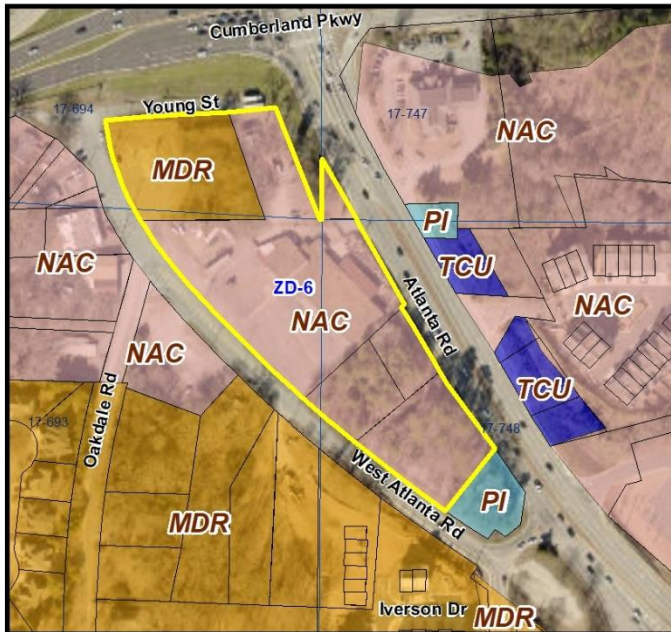 Cumberland Pkwy
17-694
Young St
17-747
NAC
MDR
PI
TCU
NAC
ZD-6
NAC
Atlanta Rd
NAC
NAC
TCU
Oakdale Rd
17-693
17-748
West Atlanta Rd
PI
MDR
Iverson Dr
MDR